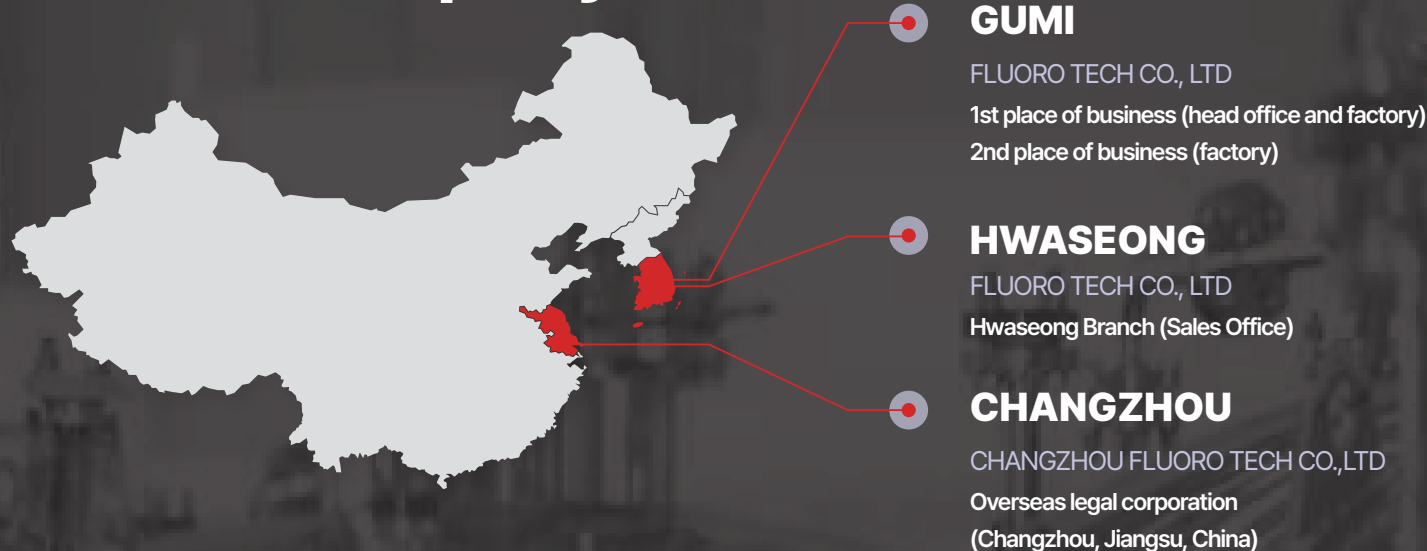 GUMI
FLUORO TECH CO., LTD
1st place of business (head office and factory)
2nd place of business (factory)
HWASEONG
FLUORO TECH CO., LTD
Hwaseong Branch (Sales Office)
CHANGZHOU
CHANGZHOU FLUORO TECH CO.,LTD
Overseas legal corporation
(Changzhou, Jiangsu, China)